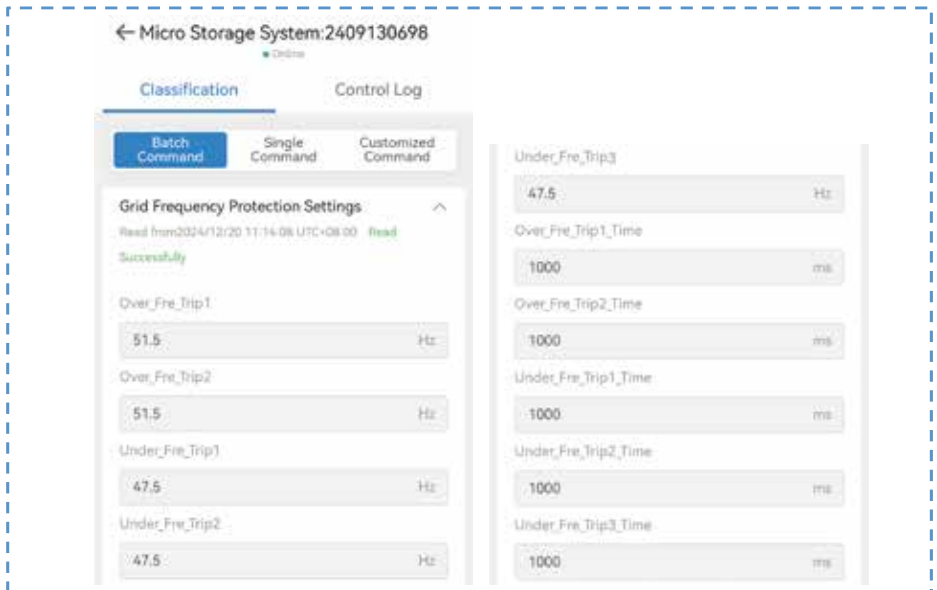 ← Micro Storage System:2409130698
Online
Classification
Control Log
Batch Command
Single Command
Customized Command
Grid Frequency Protection Settings
Read from2024/12/20 11:14:08 UTC+08:00 Read
Successfully
Over_Fre_Trip1
51.5 Hz
Over_Fre_Trip2
51.5 Hz
Under_Fre_Trip1
47.5 Hz
Under_Fre_Trip2
47.5 Hz
Under_Fre_Trip3
47.5 Hz
Over_Fre_Trip1_Time
1000 ms
Over_Fre_Trip2_Time
1000 ms
Under_Fre_Trip1_Time
1000 ms
Under_Fre_Trip2_Time
1000 ms
Under_Fre_Trip3_Time
1000 ms